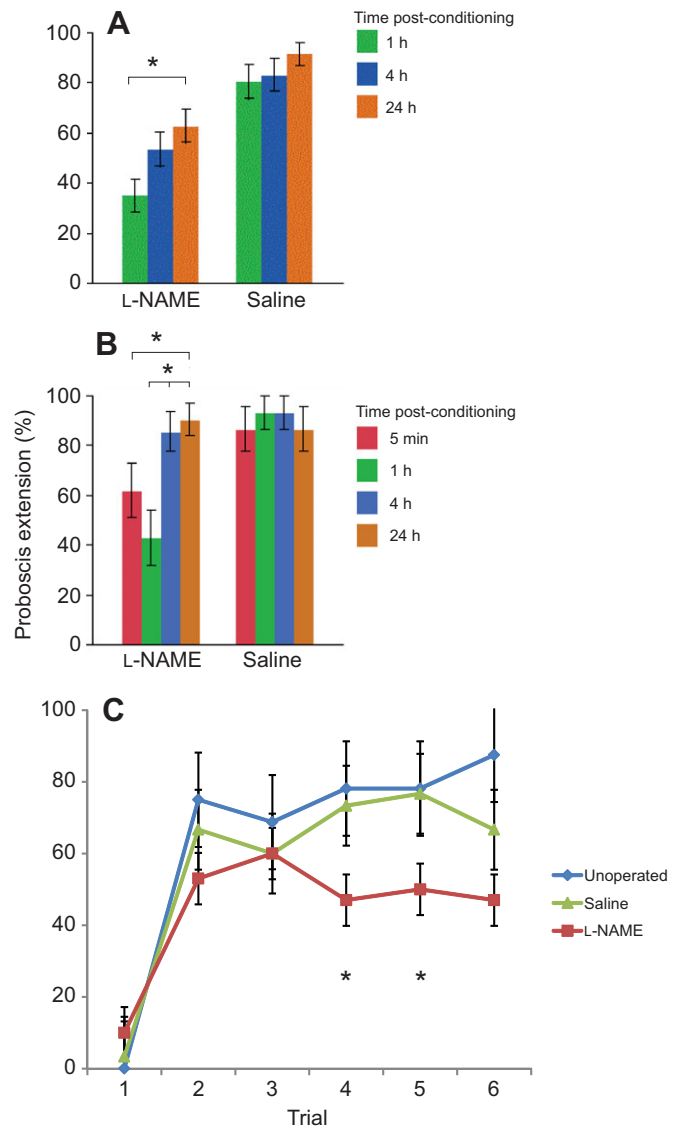 A
Time post-conditioning
1 h
4 h
24 h
100
80
60
40
20
0
*
L-NAME
Saline
B
Time post-conditioning
5 min
1 h
4 h
24 h
Proboscis extension (%)
100
80
60
40
20
0
*
*
L-NAME
Saline
C
100
80
60
40
20
0
*
*
1 2 3 4 5 6
Trial
Unoperated
Saline
L-NAME